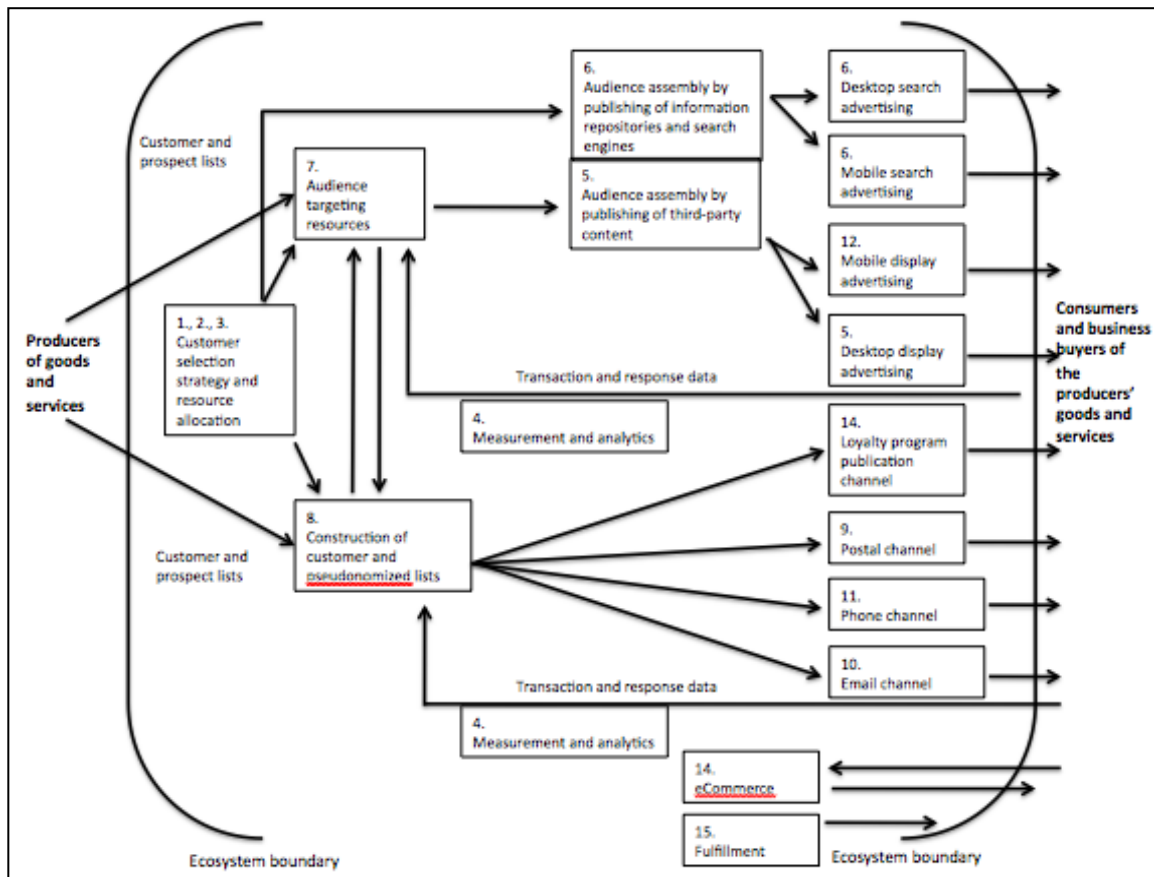 Customer and
prospect lists
6.
Audience assembly by
publishing of information
repositories and search
engines
6.
Desktop search
advertising
7.
Audience
targeting
resources
5.
Audience assembly by
publishing of third-party
content
6.
Mobile search
advertising
12.
Mobile display
advertising
Producers
of goods
and
services
1., 2., 3.
Customer
selection
strategy and
resource
allocation
5.
Desktop display
advertising
Consumers
and business
buyers of
the
producers'
goods and
services
Transaction and response data
4.
Measurement and analytics
14.
Loyalty program
publication
channel
Customer and
prospect lists
8.
Construction of
customer and
pseudonomized lists
9.
Postal channel
11.
Phone channel
10.
Email channel
Transaction and response data
4.
Measurement and analytics
14.
eCommerce
15.
Fulfillment
Ecosystem boundary
Ecosystem boundary